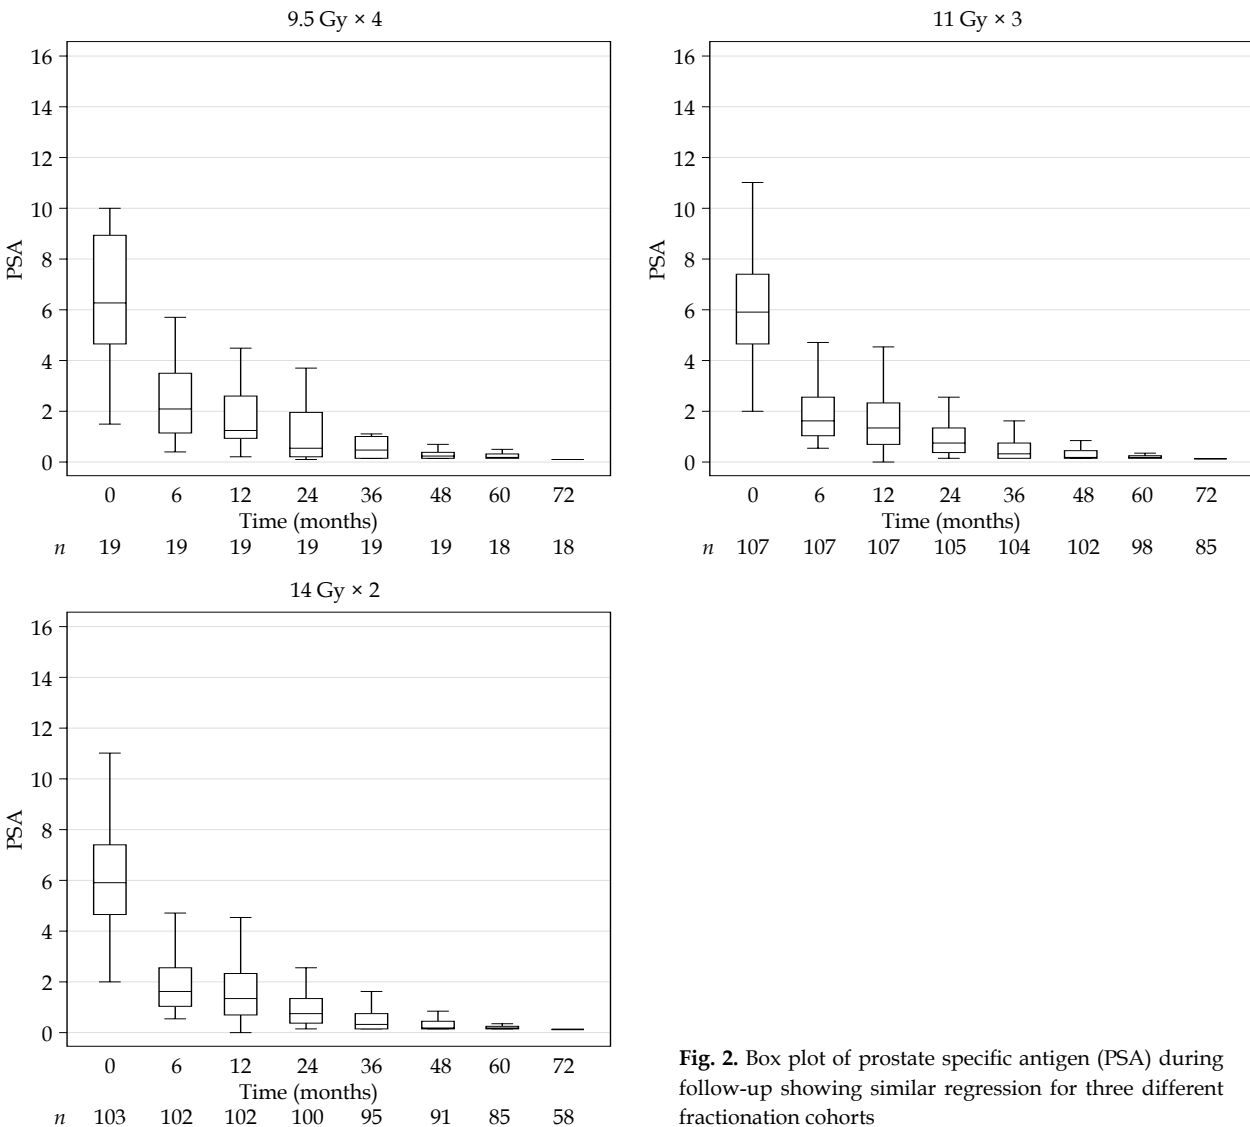 9.5 Gy × 4
16
14
12
10
8
6
4
2
0
PSA
0 6 12 24 36 48 60 72
Time (months)
n 19 19 19 19 19 19 18 18
11 Gy × 3
16
14
12
10
8
6
4
2
0
PSA
0 6 12 24 36 48 60 72
Time (months)
n 107 107 107 105 104 102 98 85
14 Gy × 2
16
14
12
10
8
6
4
2
0
PSA
0 6 12 24 36 48 60 72
Time (months)
n 103 102 102 100 95 91 85 58
Fig. 2. Box plot of prostate specific antigen (PSA) during
follow-up showing similar regression for three different
fractionation cohorts